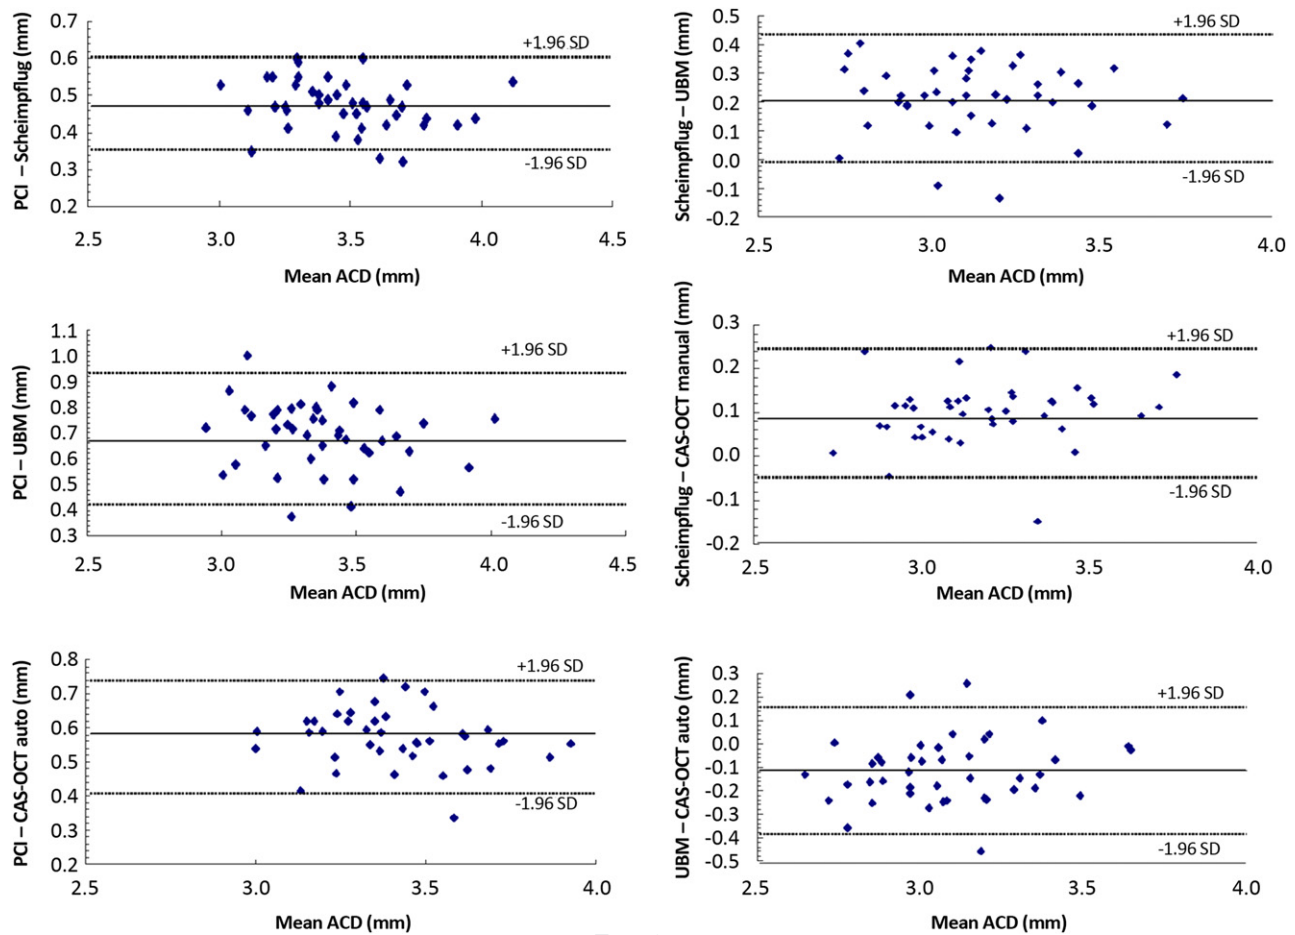 PCI – Scheimpflug (mm)
0.7
0.6
0.5
0.4
0.3
0.2
+1.96 SD
-1.96 SD
2.5 3.0 3.5 4.0 4.5
Mean ACD (mm)
Scheimpflug – UBM (mm)
0.5
0.4
0.3
0.2
0.1
0.0
-0.1
-0.2
+1.96 SD
-1.96 SD
2.5 3.0 3.5 4.0
Mean ACD (mm)
PCI – UBM (mm)
1.1
1.0
0.9
0.8
0.7
0.6
0.5
0.4
0.3
+1.96 SD
-1.96 SD
2.5 3.0 3.5 4.0 4.5
Mean ACD (mm)
Scheimpflug – CAS-OCT manual (mm)
0.3
0.2
0.1
0.0
-0.1
-0.2
+1.96 SD
-1.96 SD
2.5 3.0 3.5 4.0
Mean ACD (mm)
PCI – CAS-OCT auto (mm)
0.8
0.7
0.6
0.5
0.4
0.3
0.2
+1.96 SD
-1.96 SD
2.5 3.0 3.5 4.0
Mean ACD (mm)
UBM – CAS-OCT auto (mm)
0.3
0.2
0.1
0.0
-0.1
-0.2
-0.3
-0.4
-0.5
+1.96 SD
-1.96 SD
2.5 3.0 3.5 4.0
Mean ACD (mm)